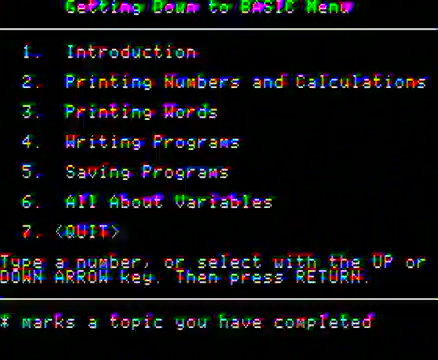 Getting Down to BASIC Menu
1. Introduction
2. Printing Numbers and Calculations
3. Printing Words
4. Writing Programs
5. Saving Programs
6. All About Variables
7. <QUIT>
Type a number, or select with the UP or
DOWN ARROW key. Then press RETURN.
* marks a topic you have completed